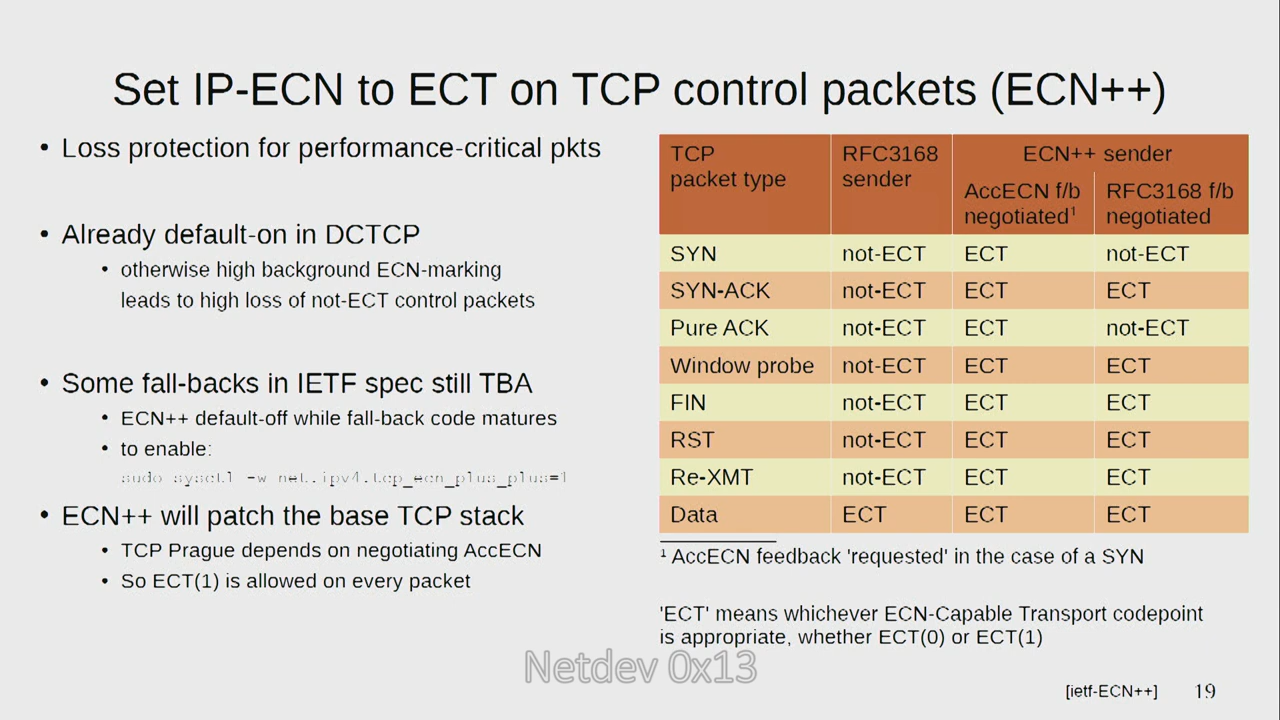 Set IP-ECN to ECT on TCP control packets (ECN++)
• Loss protection for performance-critical pkts
• Already default-on in DCTCP
• otherwise high background ECN-marking
leads to high loss of not-ECT control packets
• Some fall-backs in IETF spec still TBA
• ECN++ default-off while fall-back code matures
• to enable:
sudo sysctl -w net.ipv4.tcp_ecn_plus_plus=1
• ECN++ will patch the base TCP stack
• TCP Prague depends on negotiating AccECN
• So ECT(1) is allowed on every packet
TCP packet type RFC3168 sender ECN++ sender
AccECN f/b negotiated¹ RFC3168 f/b negotiated
SYN not-ECT ECT not-ECT
SYN-ACK not-ECT ECT ECT
Pure ACK not-ECT ECT not-ECT
Window probe not-ECT ECT ECT
FIN not-ECT ECT ECT
RST not-ECT ECT ECT
Re-XMT not-ECT ECT ECT
Data ECT ECT ECT
¹ AccECN feedback 'requested' in the case of a SYN
'ECT' means whichever ECN-Capable Transport codepoint
is appropriate, whether ECT(0) or ECT(1)
Netdev 0x13
[ietf-ECN++] 19